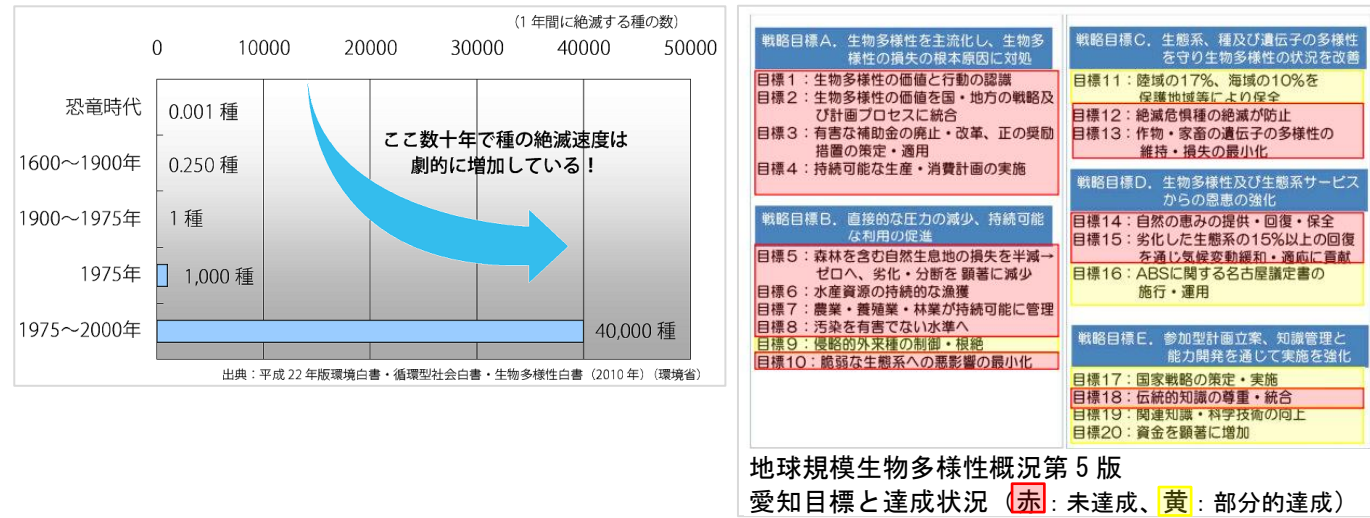 (1年間に絶滅する種の数)
0 10000 20000 30000 40000 50000
恐竜時代 0.001 種
ここ数十年で種の絶滅速度は
劇的に増加している!
1600～1900年 0.250 種
1900～1975年 1 種
1975年 1,000 種
1975～2000年 40,000 種
出典:平成 22 年版環境白書・循環型社会白書・生物多様性白書(2010 年)(環境省)
戦略目標A. 生物多様性を主流化し、生物多
様性の損失の根本原因に対処
目標1:生物多様性の価値と行動の認識
目標2:生物多様性の価値を国・地方の戦略及
び計画プロセスに統合
目標3:有害な補助金の廃止・改革、正の奨励
措置の策定・適用
目標4:持続可能な生産・消費計画の実施
戦略目標B. 直接的な圧力の減少、持続可能
な利用の促進
目標5:森林を含む自然生息地の損失を半減→
ゼロへ、劣化・分断を顕著に減少
目標6:水産資源の持続的な漁獲
目標7:農業・養殖業・林業が持続可能に管理
目標8:汚染を有害でない水準へ
目標9:侵略的外来種の制御・根絶
目標10:脆弱な生態系への悪影響の最小化
戦略目標C. 生態系、種及び遺伝子の多様性
を守り生物多様性の状況を改善
目標11:陸域の17%、海域の10%を
保護地域等により保全
目標12:絶滅危惧種の絶滅が防止
目標13:作物・家畜の遺伝子の多様性の
維持・損失の最小化
戦略目標D. 生物多様性及び生態系サービス
からの恩恵の強化
目標14:自然の恵みの提供・回復・保全
目標15:劣化した生態系の15%以上の回復
を通じ気候変動緩和・適応に貢献
目標16:ABSに関する名古屋議定書の
施行・運用
戦略目標E. 参加型計画立案、知識管理と
能力開発を通じて実施を強化
目標17:国家戦略の策定・実施
目標18:伝統的知識の尊重・統合
目標19:関連知識・科学技術の向上
目標20:資金を顕著に増加
地球規模生物多様性概況第 5 版
愛知目標と達成状況(赤:未達成、黄:部分的達成)